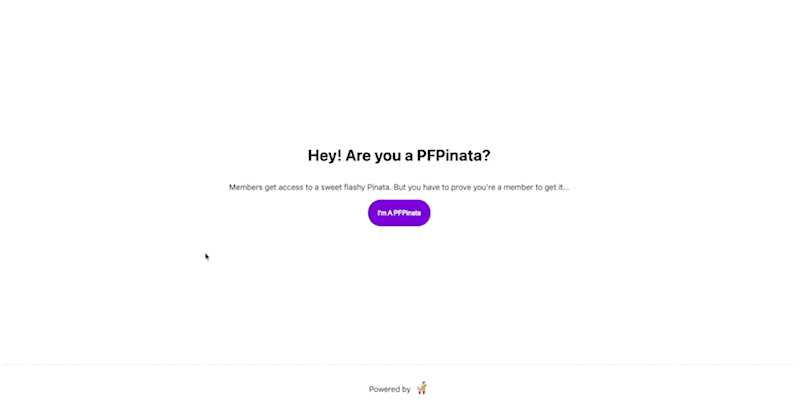 Hey! Are you a PFPinata?
Members get access to a sweet flashy Pinata. But you have to prove you're a member to get it...
I'm A PFPinata
Powered by